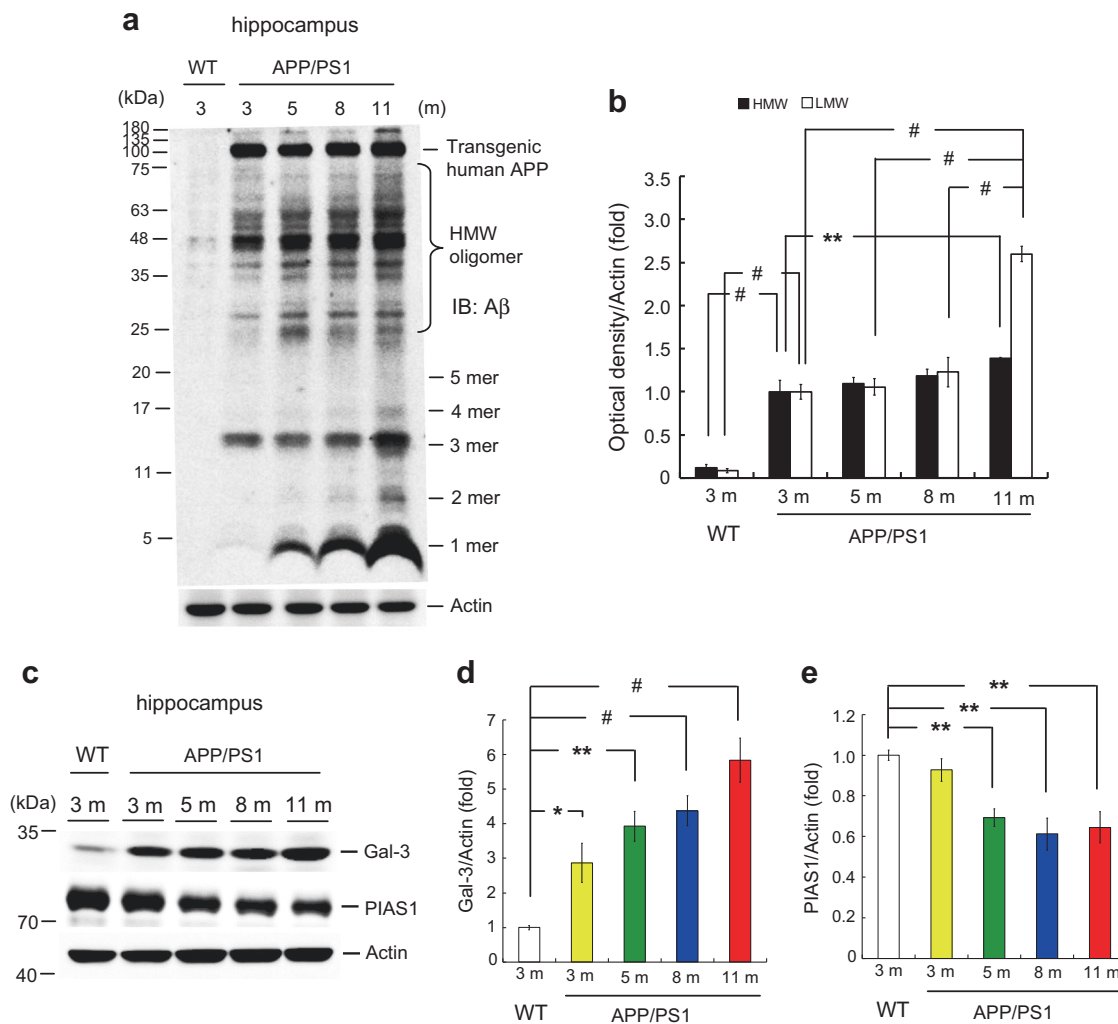 a
hippocampus
WT APP/PS1
(kDa) 3 3 5 8 11 (m)
180
135
100
75
63
48
35
25
20
17
11
5
Transgenic
human APP
HMW
oligomer
IB: Aβ
5 mer
4 mer
3 mer
2 mer
1 mer
Actin
b
HMW LMW
#
#
#
**
#
#
Optical density/Actin (fold)
3.5
3.0
2.5
2.0
1.5
1.0
0.5
0
3 m 3 m 5 m 8 m 11 m
WT APP/PS1
c
hippocampus
WT APP/PS1
(kDa) 3 m 3 m 5 m 8 m 11 m
35
70
40
Gal-3
PIAS1
Actin
d
#
#
**
*
Gal-3/Actin (fold)
7
6
5
4
3
2
1
0
3 m 3 m 5 m 8 m 11 m
WT APP/PS1
e
**
**
**
PIAS1/Actin (fold)
1.2
1.0
0.8
0.6
0.4
0.2
0
3 m 3 m 5 m 8 m 11 m
WT APP/PS1